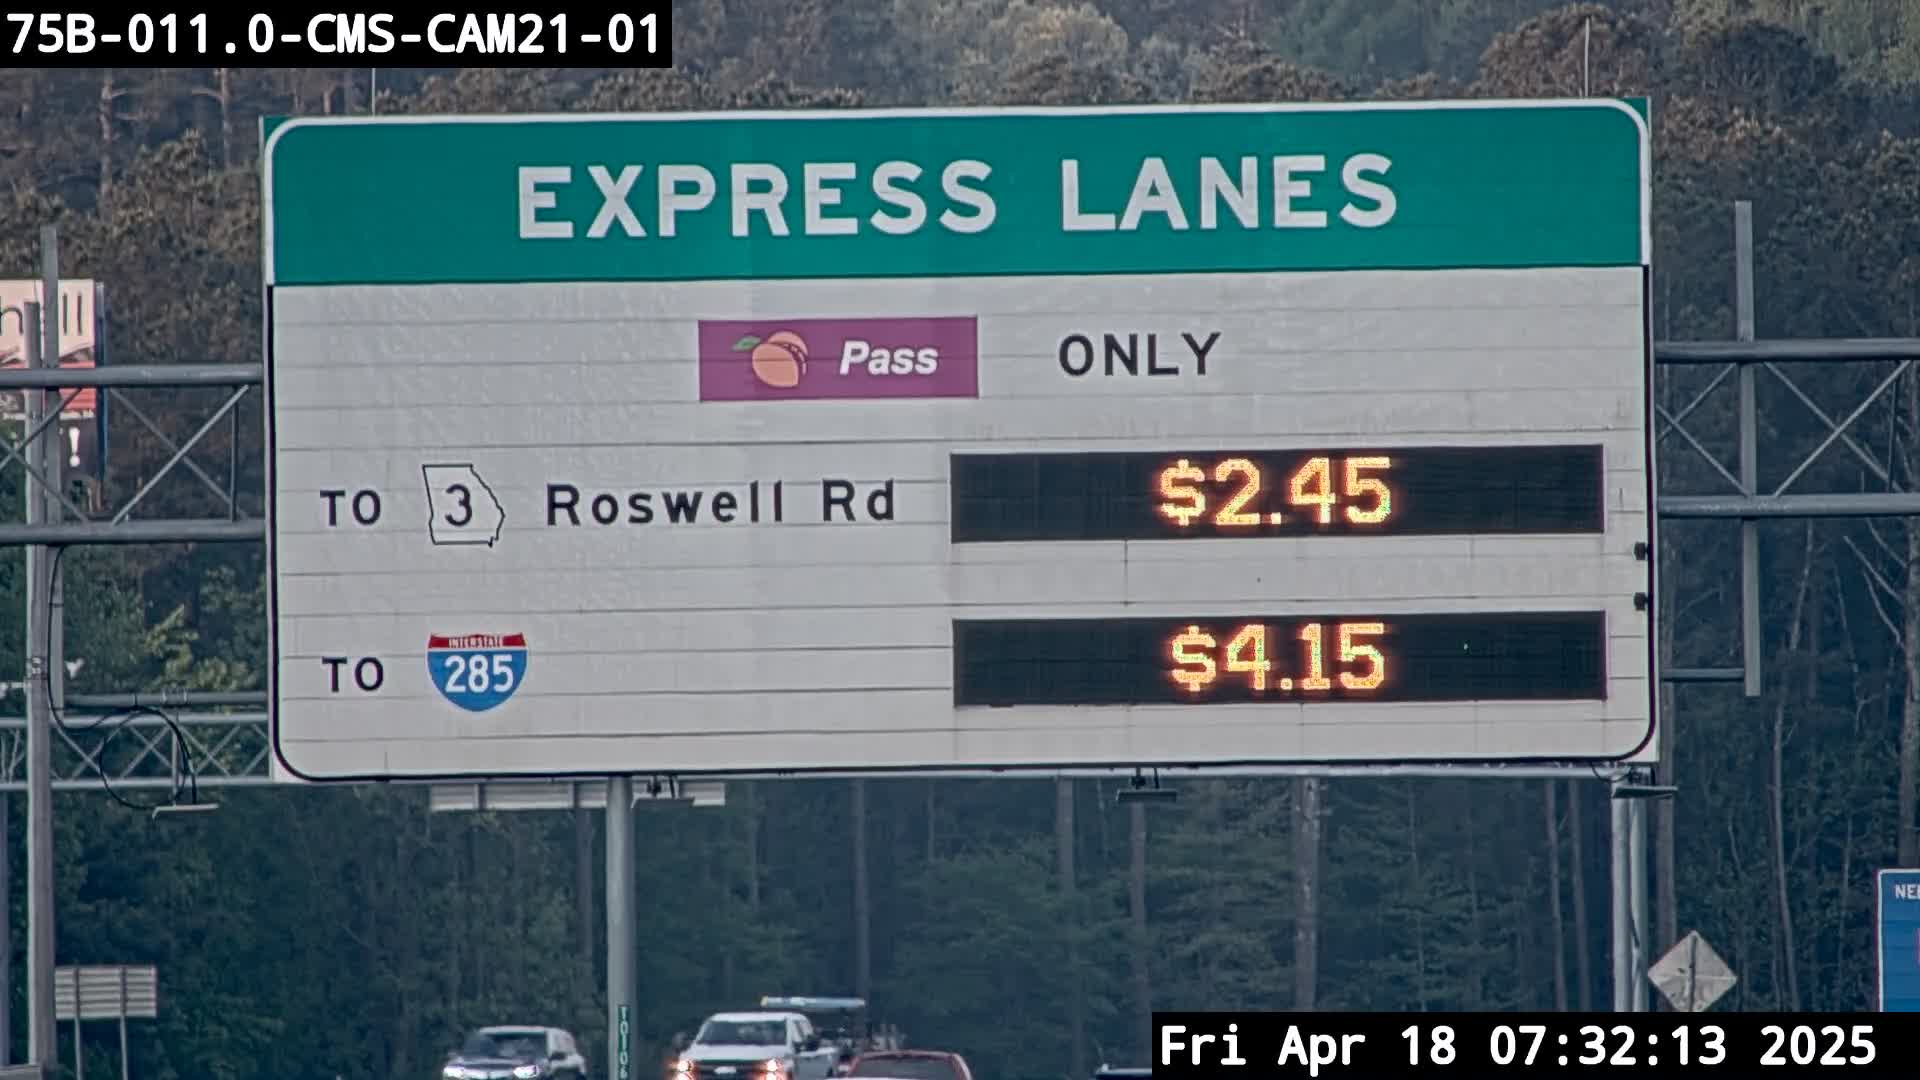 75B-011.0-CMS-CAM21-01
EXPRESS LANES
Pass ONLY
TO 3 Roswell Rd $2.45
TO INTERSTATE 285 $4.15
Fri Apr 18 07:32:13 2025